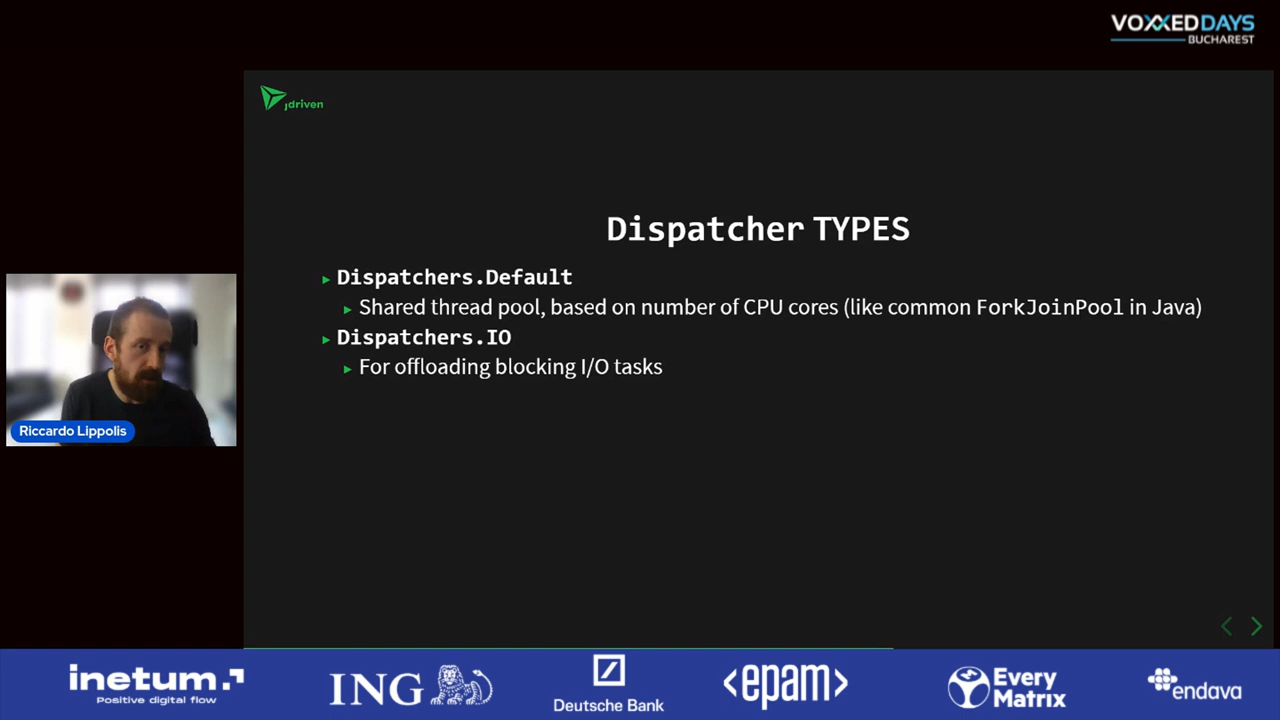 VOXXED DAYS
BUCHAREST
jdriven
Dispatcher TYPES
Dispatchers.Default
Shared thread pool, based on number of CPU cores (like common ForkJoinPool in Java)
Dispatchers.IO
For offloading blocking I/O tasks
Riccardo Lippolis
inetum.
Positive digital flow
ING
Deutsche Bank
<epam>
Every
Matrix
endava